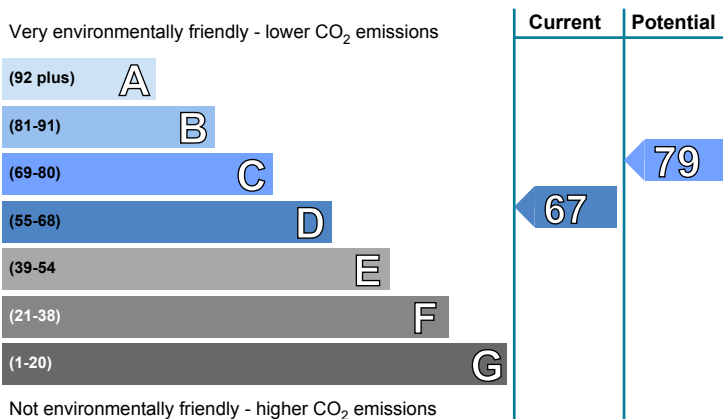 Very environmentally friendly - lower CO2 emissions
Current
Potential
(92 plus) A
(81-91) B
(69-80) C
(55-68) D
(39-54 E
(21-38) F
(1-20) G
67
79
Not environmentally friendly - higher CO2 emissions